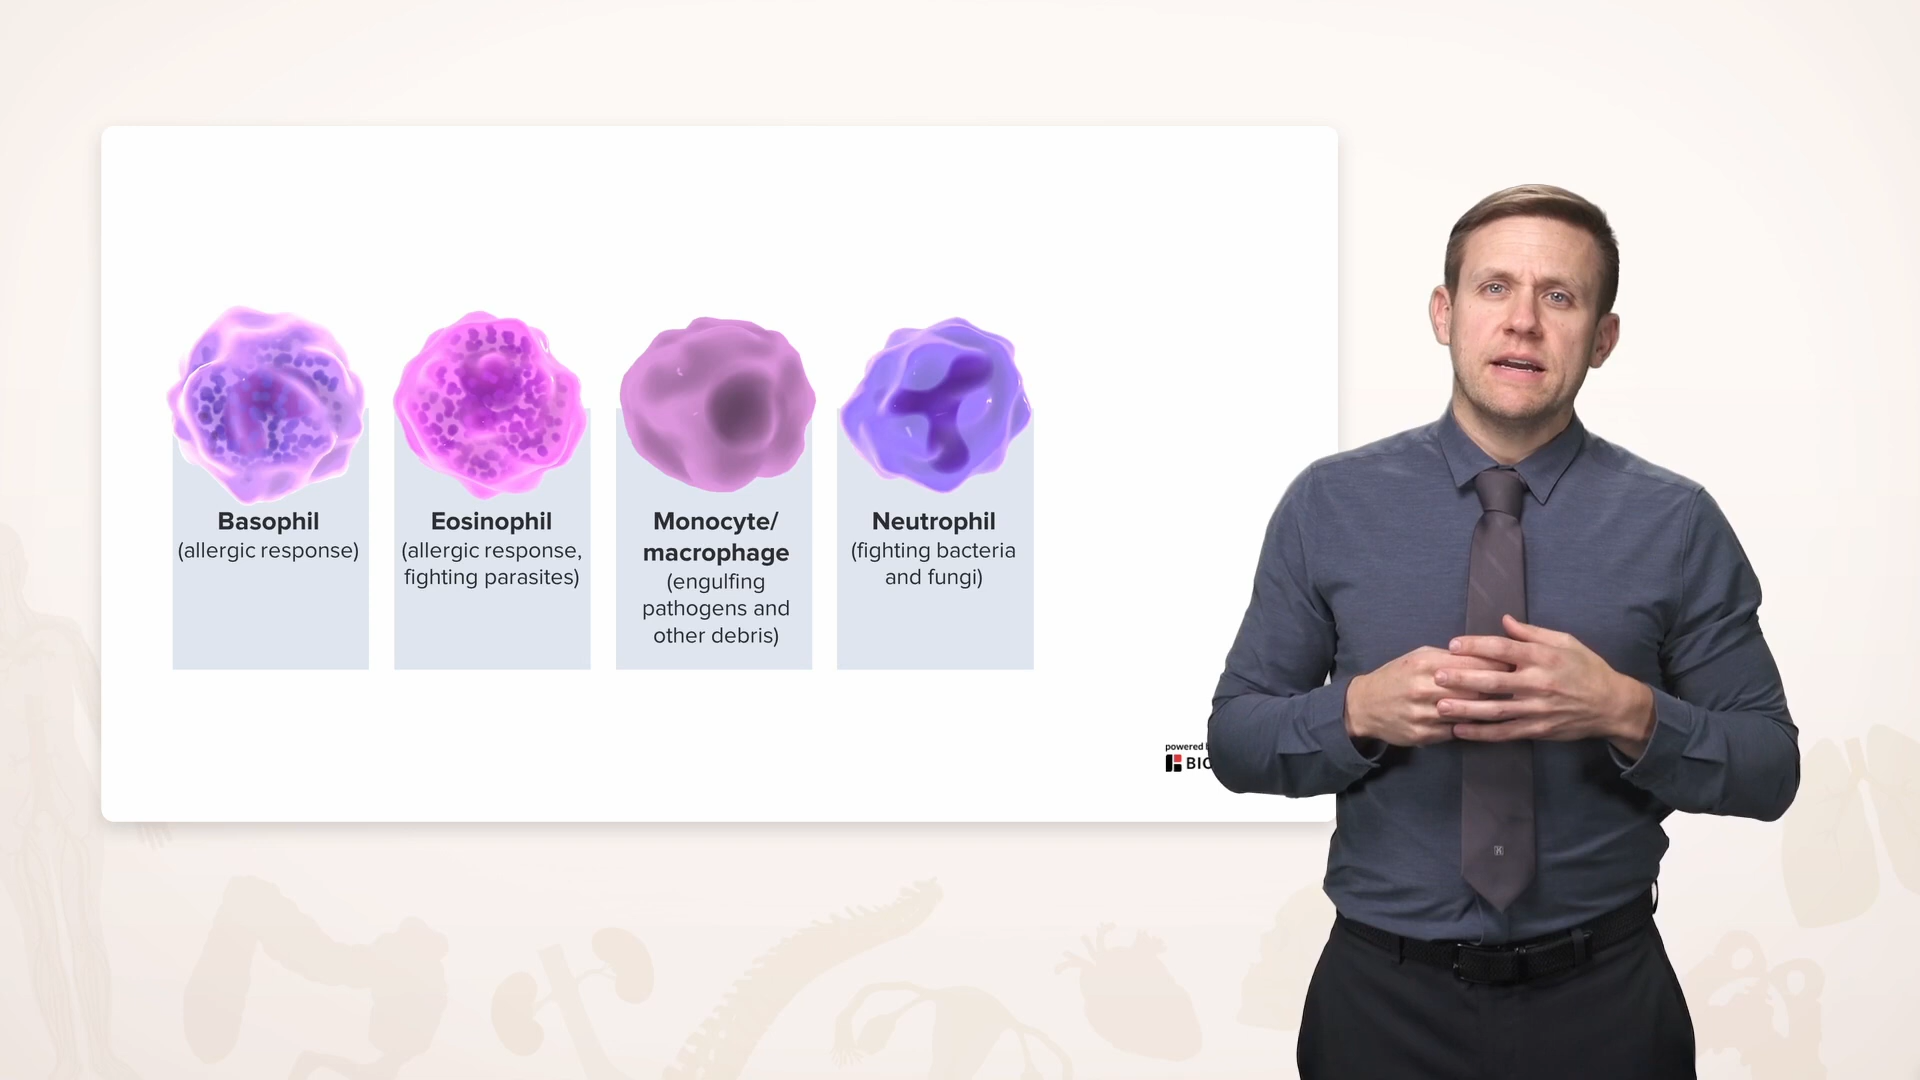 Basophil
(allergic response)
Eosinophil
(allergic response,
fighting parasites)
Monocyte/
macrophage
(engulfing
pathogens and
other debris)
Neutrophil
(fighting bacteria
and fungi)
powered